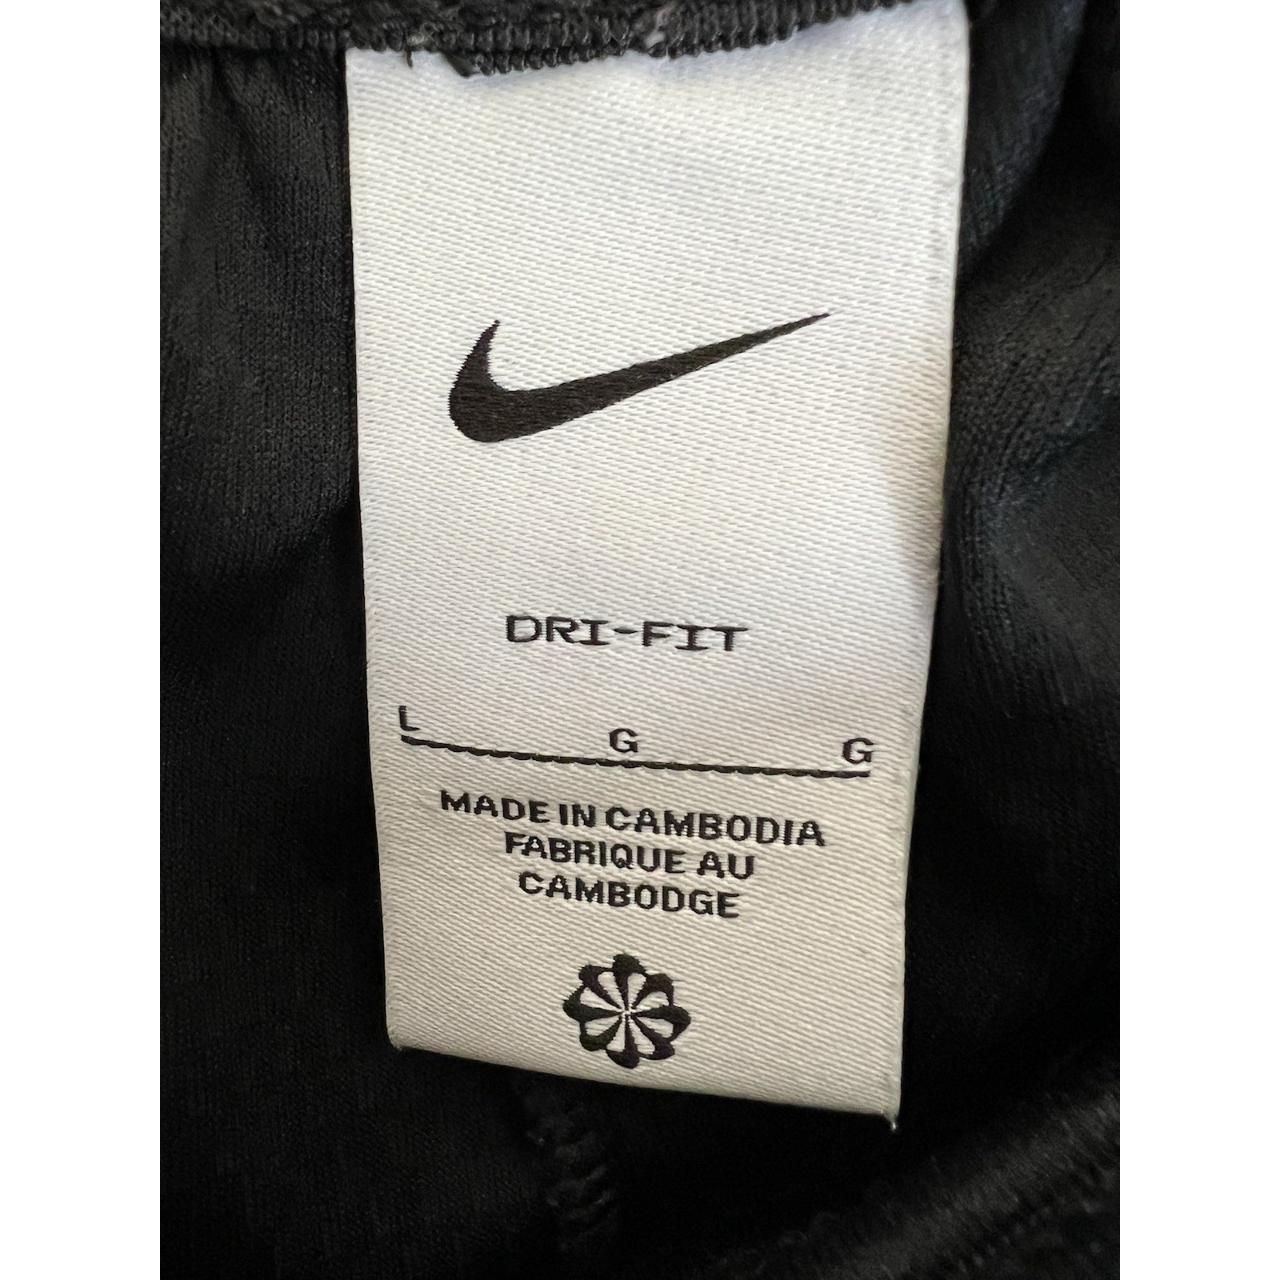 DRI-FIT
L G G
MADE IN CAMBODIA
FABRIQUE AU
CAMBODGE